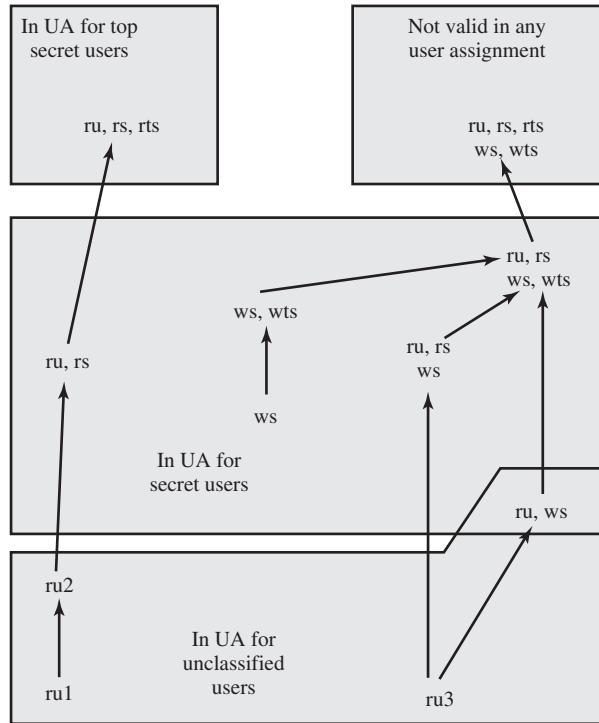 In UA for top
secret users
ru, rs, rts
Not valid in any
user assignment
ru, rs, rts
ws, wts
ru, rs
ws, wts
ws, wts
ru, rs
ru, rs
ws
ws
In UA for
secret users
ru, ws
ru2
In UA for
unclassified
users
ru1
ru3